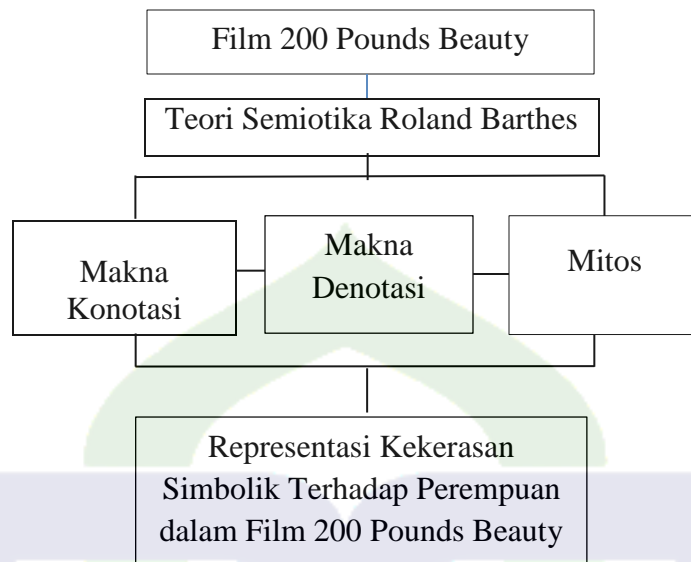 Film 200 Pounds Beauty
Teori Semiotika Roland Barthes
Makna
Konotasi
Makna
Denotasi
Mitos
Representasi Kekerasan
Simbolik Terhadap Perempuan
dalam Film 200 Pounds Beauty